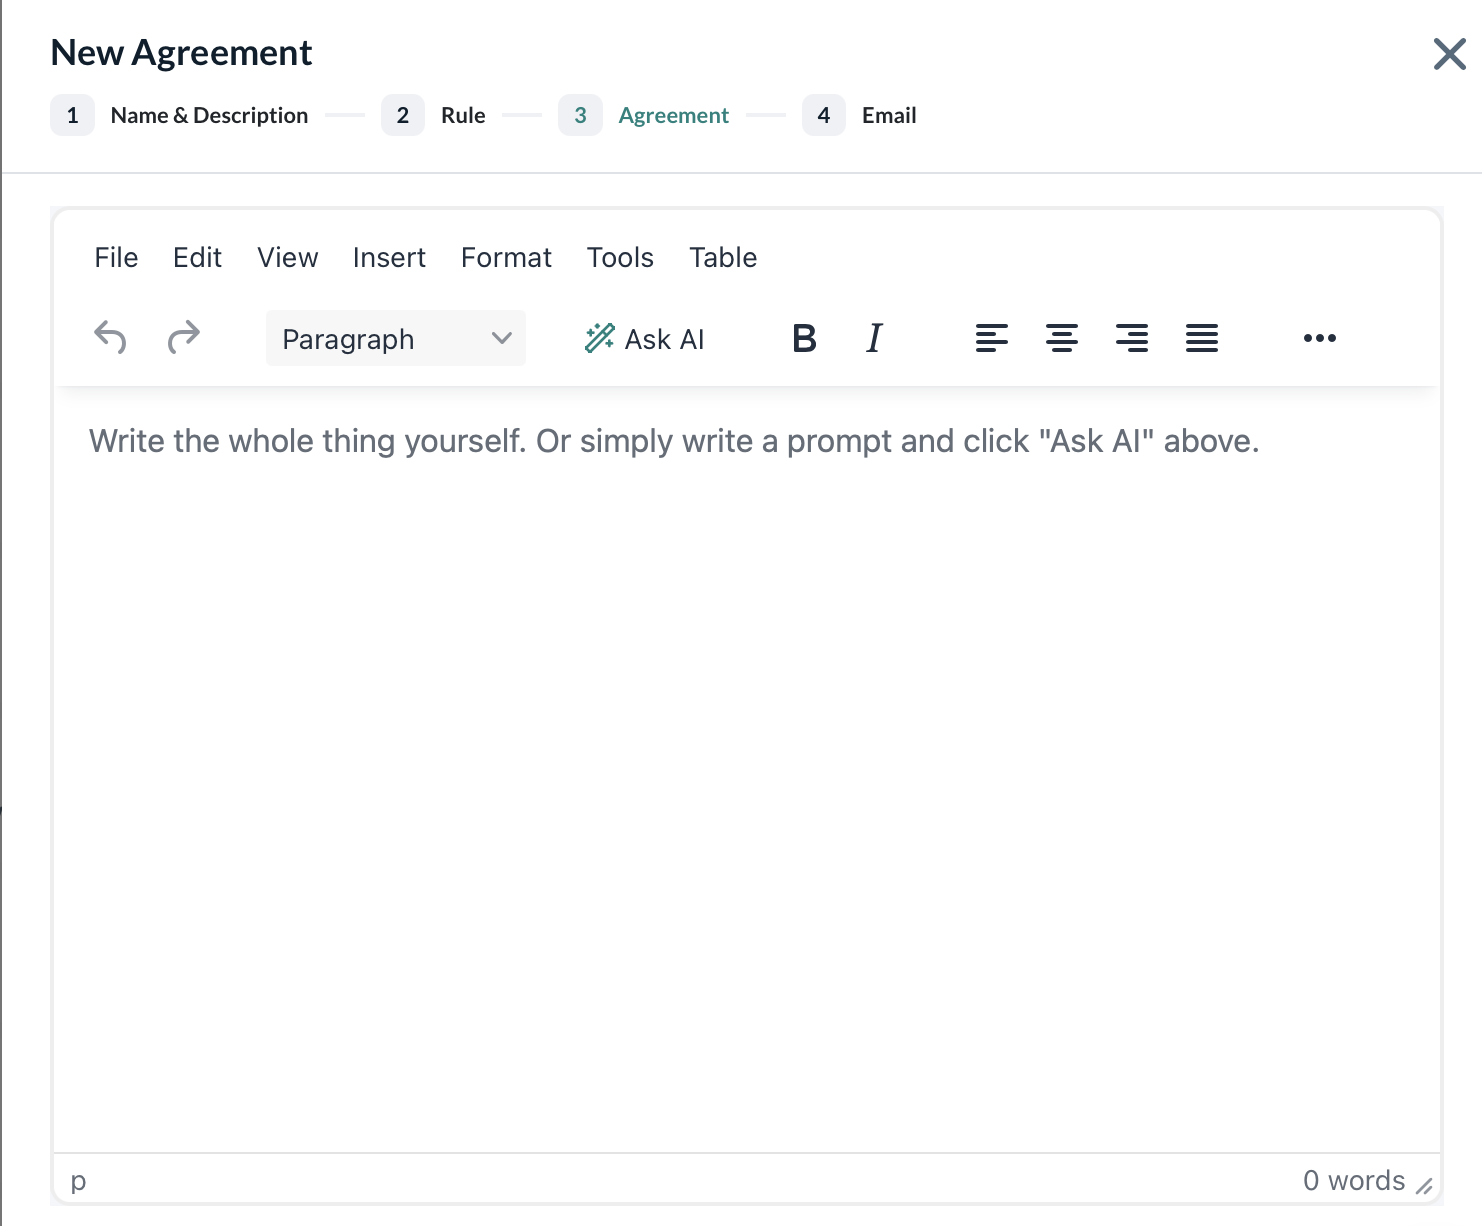 New Agreement
1 Name & Description 2 Rule 3 Agreement 4 Email
File Edit View Insert Format Tools Table
Paragraph Ask AI B I
Write the whole thing yourself. Or simply write a prompt and click "Ask AI" above.
p 0 words